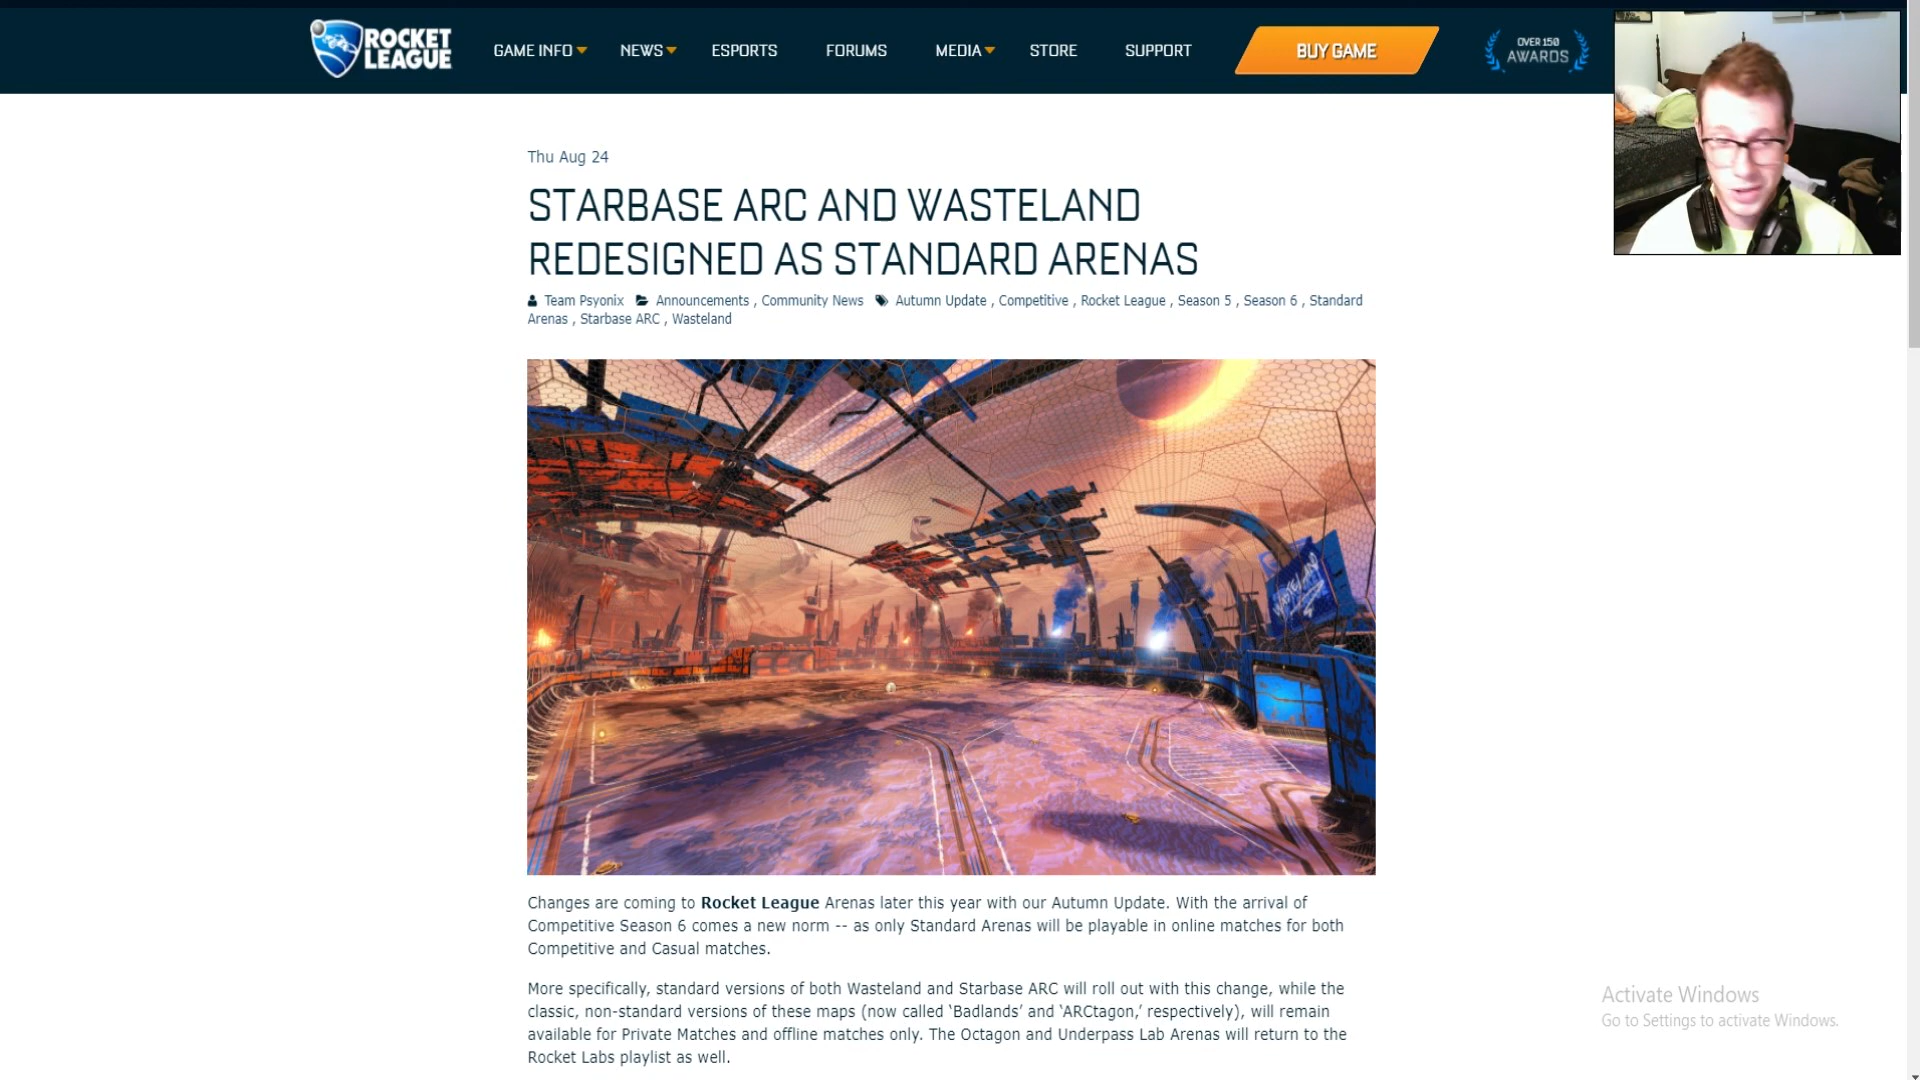 ROCKET
LEAGUE
GAME INFO
NEWS
ESPORTS
FORUMS
MEDIA
STORE
SUPPORT
BUY GAME
OVER 150
AWARDS
Thu Aug 24
STARBASE ARC AND WASTELAND
REDESIGNED AS STANDARD ARENAS
Team Psyonix Announcements , Community News Autumn Update , Competitive , Rocket League , Season 5 , Season 6 , Standard
Arenas , Starbase ARC , Wasteland
WASTELAND
Changes are coming to Rocket League Arenas later this year with our Autumn Update. With the arrival of
Competitive Season 6 comes a new norm -- as only Standard Arenas will be playable in online matches for both
Competitive and Casual matches.
More specifically, standard versions of both Wasteland and Starbase ARC will roll out with this change, while the
classic, non-standard versions of these maps (now called ‘Badlands’ and ‘ARCtagon,’ respectively), will remain
available for Private Matches and offline matches only. The Octagon and Underpass Lab Arenas will return to the
Rocket Labs playlist as well.
Activate Windows
Go to Settings to activate Windows.